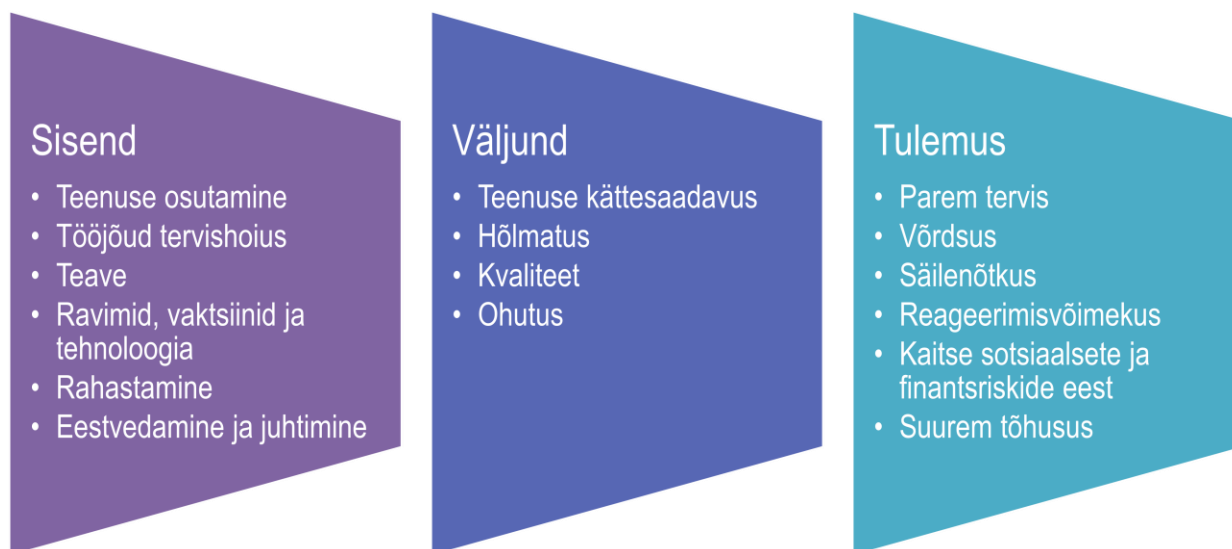 Sisend
• Teenuse osutamine
• Tööjõud tervishoius
• Teave
• Ravimid, vaktsiinid ja
tehnoloogia
• Rahastamine
• Eestvedamine ja juhtimine
Väljund
• Teenuse kättesaadavus
• Hõlmatus
• Kvaliteet
• Ohutus
Tulemus
• Parem tervis
• Võrdsus
• Säilenõtkus
• Reageerimisvõimekus
• Kaitse sotsiaalsete ja
finantsriskide eest
• Suurem tõhusus